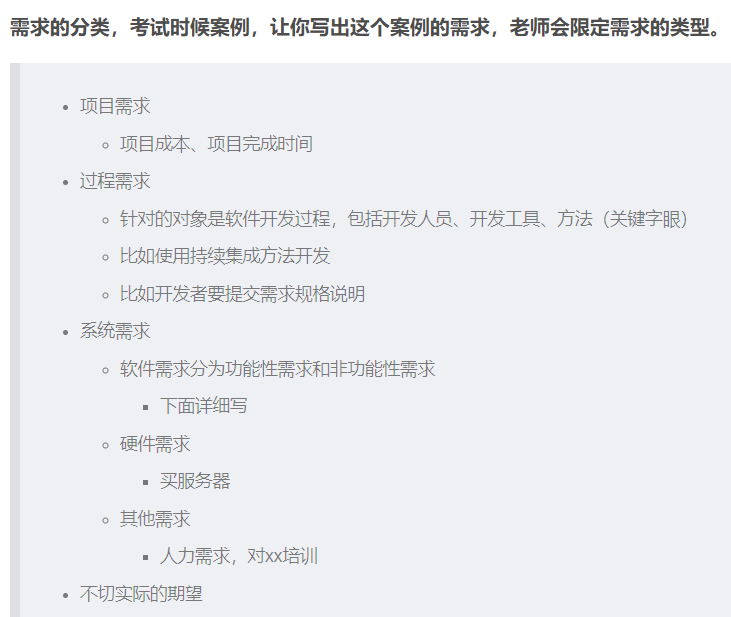 需求的分类，考试时候案例，让你写出这个案例的需求，老师会限定需求的类型。
项目需求
项目成本、项目完成时间
过程需求
针对的对象是软件开发过程，包括开发人员、开发工具、方法（关键字眼）
比如使用持续集成方法开发
比如开发者要提交需求规格说明
系统需求
软件需求分为功能性需求和非功能性需求
下面详细写
硬件需求
买服务器
其他需求
人力需求，对xx培训
不切实际的期望